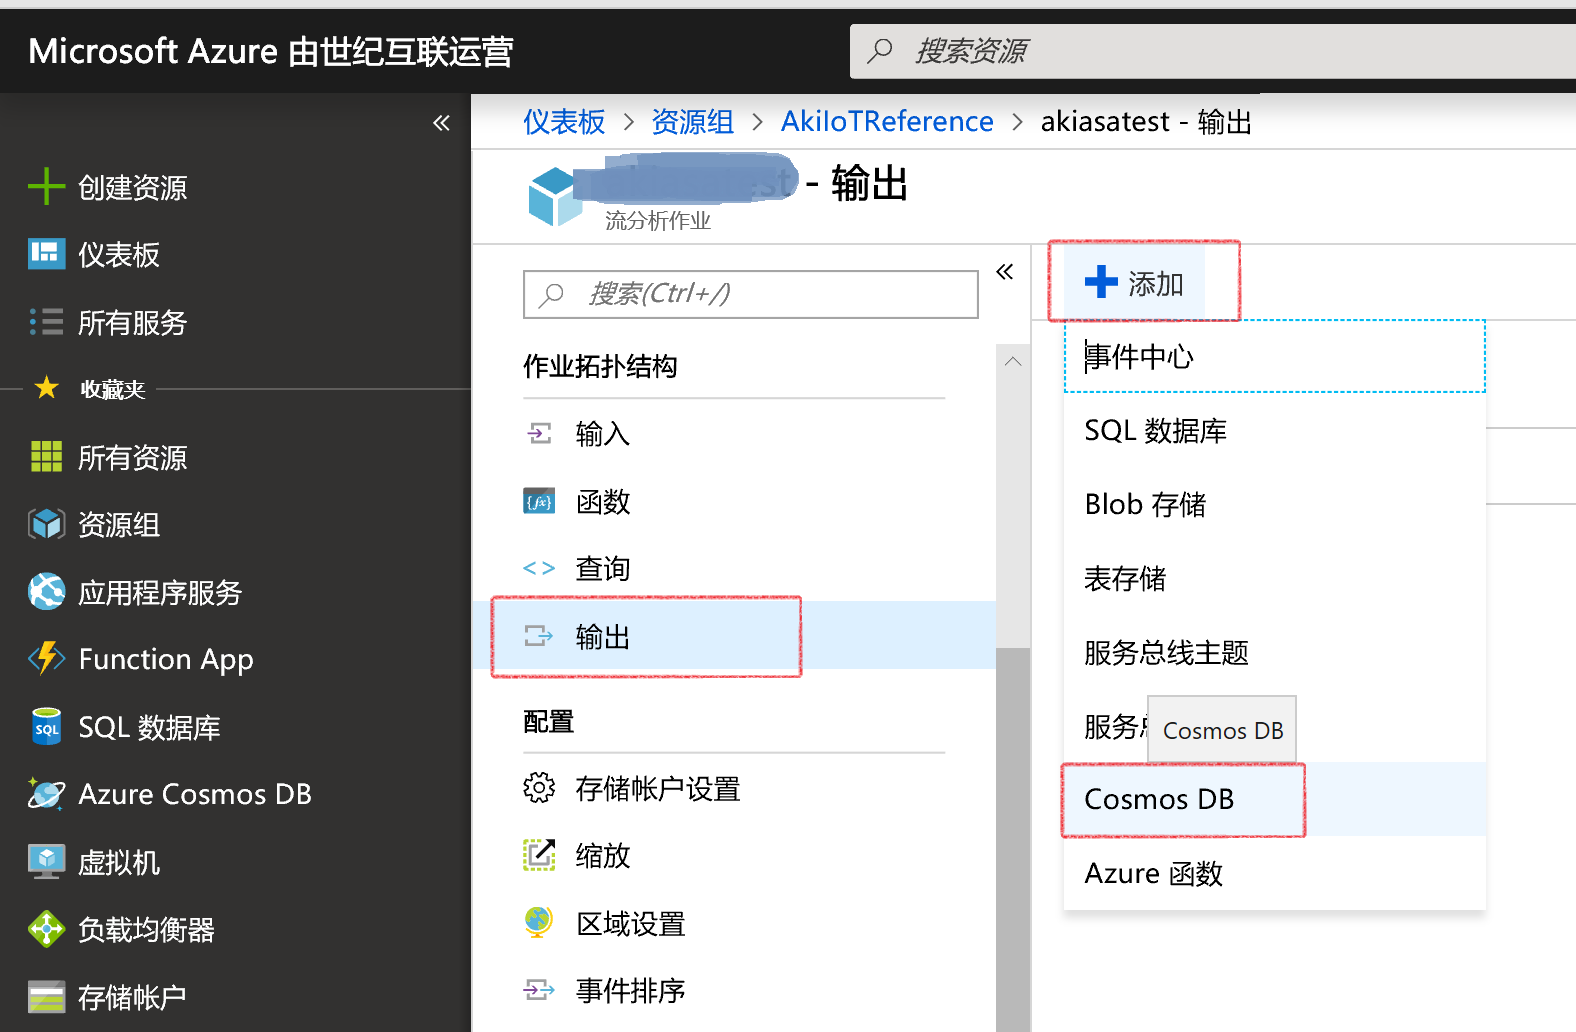 Microsoft Azure 由世纪互联运营
搜索资源
«
创建资源
仪表板
所有服务
收藏夹
所有资源
资源组
应用程序服务
Function App
SQL 数据库
Azure Cosmos DB
虚拟机
负载均衡器
存储帐户
仪表板 > 资源组 > AkiIoTReference > akiasatest - 输出
- 输出
流分析作业
搜索(Ctrl+/)
«
作业拓扑结构
输入
函数
查询
输出
配置
存储帐户设置
缩放
区域设置
事件排序
添加
事件中心
SQL 数据库
Blob 存储
表存储
服务总线主题
服务
Cosmos DB
Cosmos DB
Azure 函数